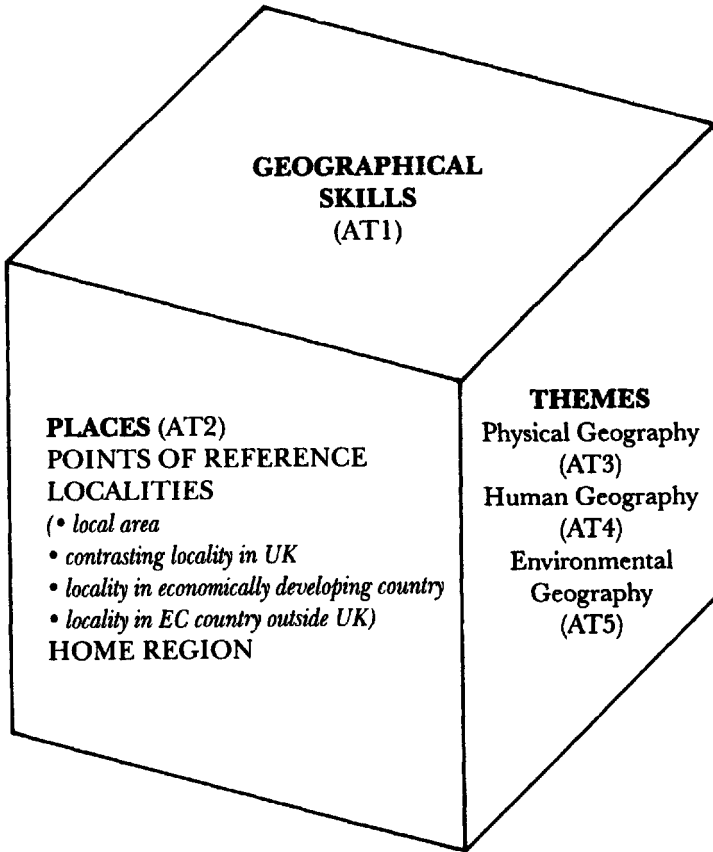 GEOGRAPHICAL
SKILLS
(AT1)
PLACES (AT2)
POINTS OF REFERENCE
LOCALITIES
(• local area
• contrasting locality in UK
• locality in economically developing country
• locality in EC country outside UK)
HOME REGION
THEMES
Physical Geography
(AT3)
Human Geography
(AT4)
Environmental
Geography
(AT5)